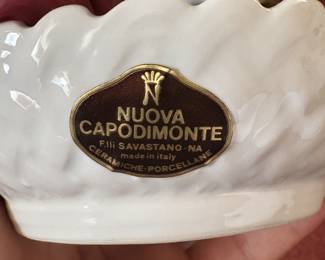 N
NUOVA
CAPODIMONTE
F.lli SAVASTANO-NA
made in italy
CERAMICHE-PORCELLANE